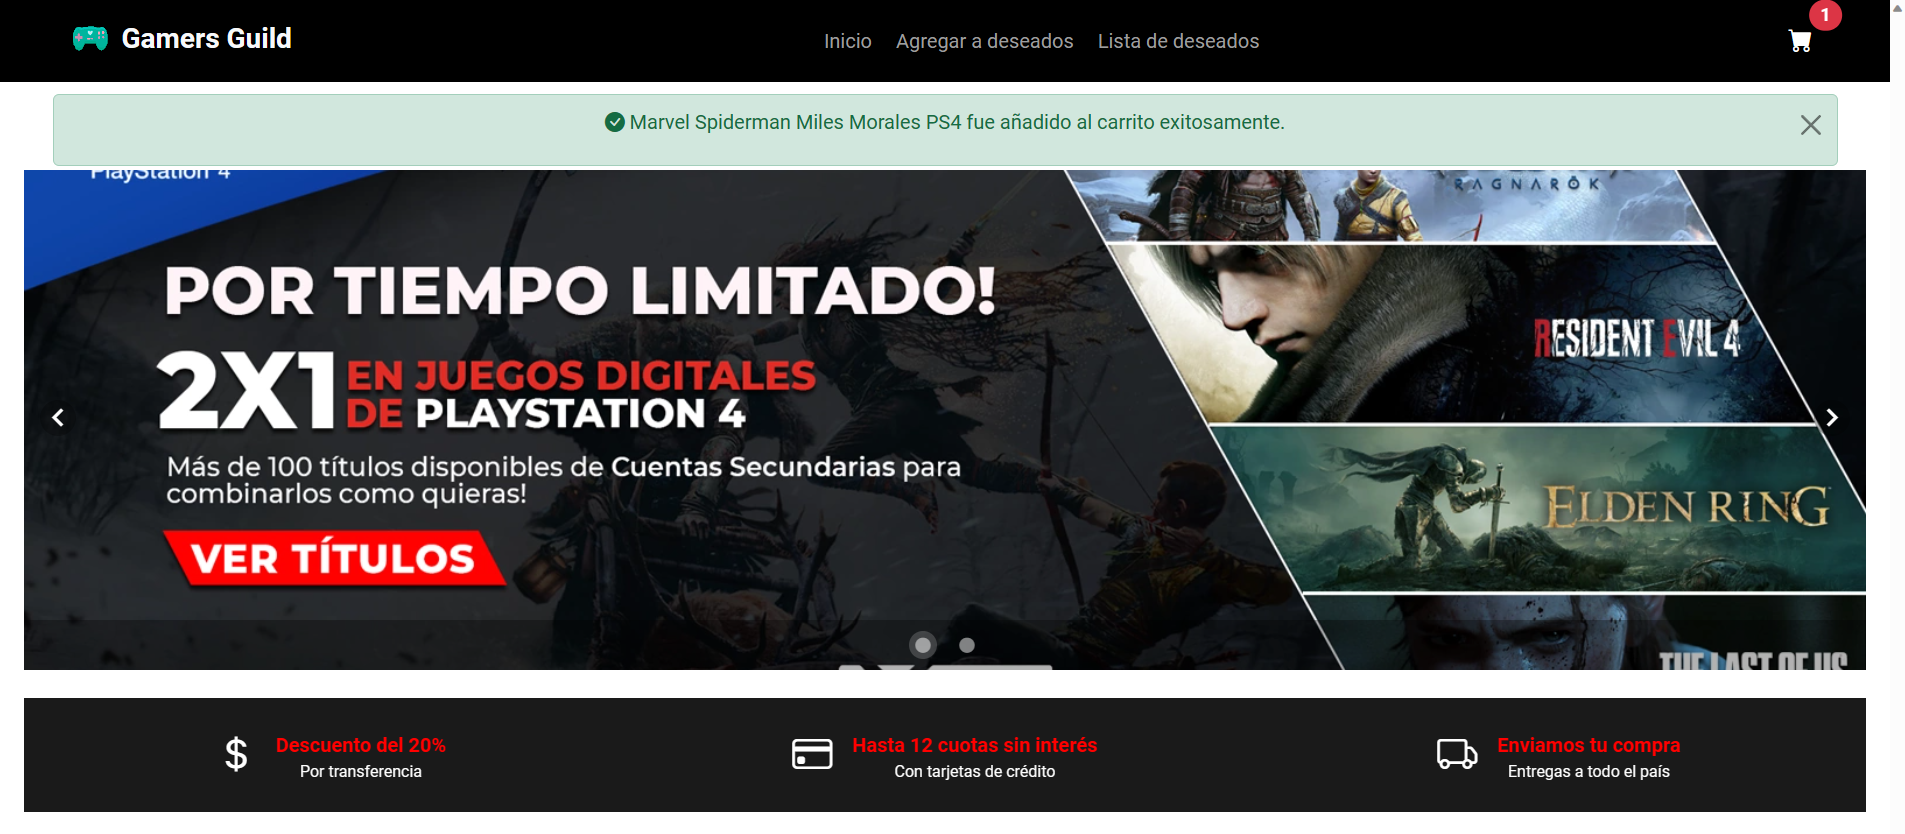 Gamers Guild
Inicio Agregar a deseados Lista de deseados
1
Marvel Spiderman Miles Morales PS4 fue añadido al carrito exitosamente.
PlayStation 4
RAGNARÖK
POR TIEMPO LIMITADO!
RESIDENT EVIL 4
2X1 EN JUEGOS DIGITALES
DE PLAYSTATION 4
Más de 100 títulos disponibles de Cuentas Secundarias para
combinarlos como quieras!
ELDEN RING
VER TÍTULOS
THE LAST OF US
$
Descuento del 20%
Por transferencia
Hasta 12 cuotas sin interés
Con tarjetas de crédito
Enviamos tu compra
Entregas a todo el país